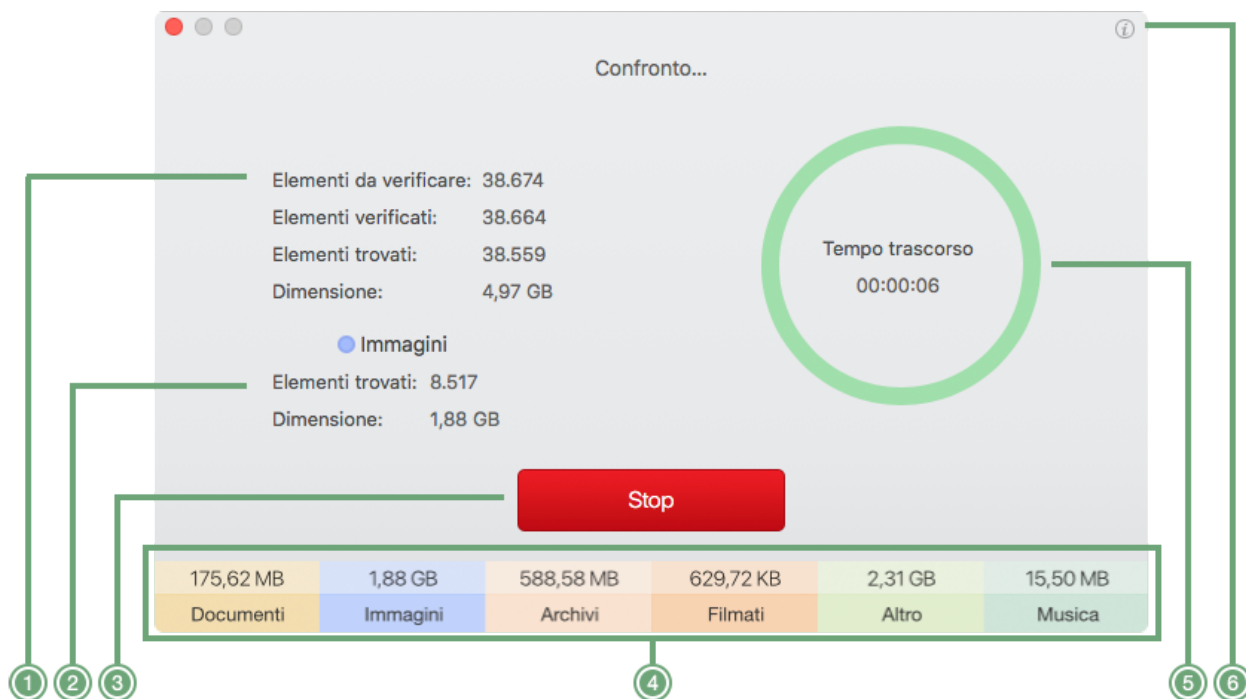 Confronto...
Elementi da verificare: 38.674
Elementi verificati: 38.664
Elementi trovati: 38.559
Dimensione: 4,97 GB
Immagini
Elementi trovati: 8.517
Dimensione: 1,88 GB
Tempo trascorso
00:00:06
Stop
175,62 MB 1,88 GB 588,58 MB 629,72 KB 2,31 GB 15,50 MB
Documenti Immagini Archivi Filmati Altro Musica
1 2 3 4 5 6